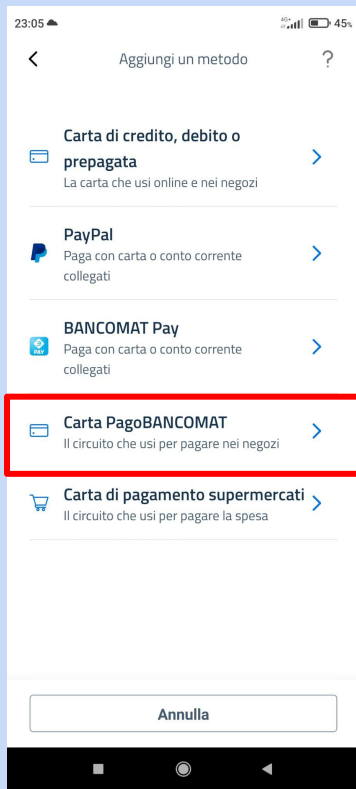 23:05
4G+
45%
Aggiungi un metodo
?
Carta di credito, debito o
prepagata
La carta che usi online e nei negozi
PayPal
Paga con carta o conto corrente
collegati
BANCOMAT Pay
PAY
Paga con carta o conto corrente
collegati
Carta PagoBANCOMAT
Il circuito che usi per pagare nei negozi
Carta di pagamento supermercati
Il circuito che usi per pagare la spesa
Annulla